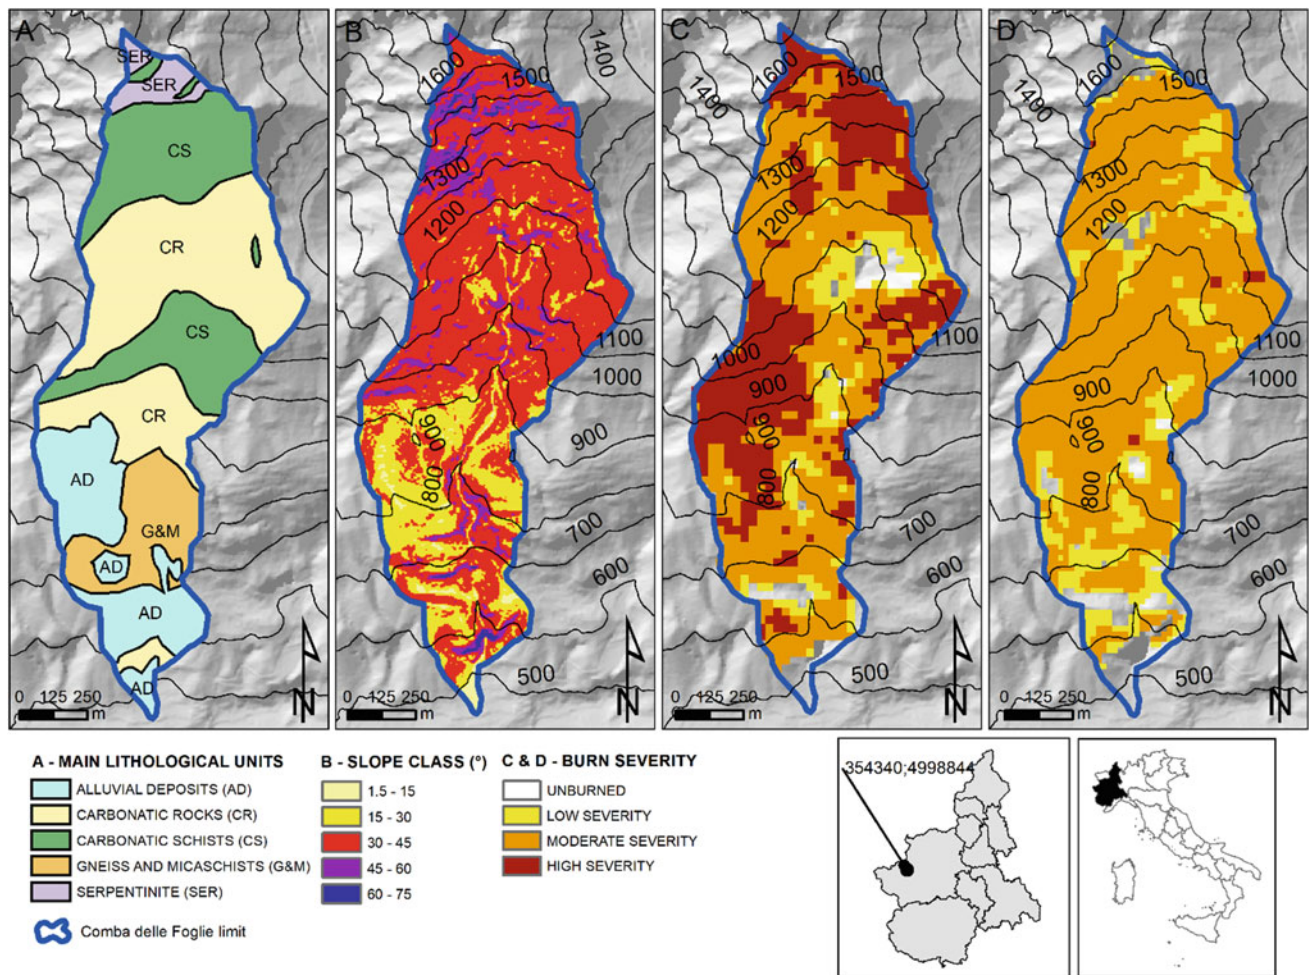 A
SER
SER
CS
CR
CS
CR
AD
G&M
AD
AD
AD
0 125 250
m
N
B
1400
1600
1500
1300
1200
1100
1000
900
900
800
700
600
500
0 125 250
m
N
C
1400
1600
1500
1400
1300
1200
1100
1000
1000
900
900
900
800
700
600
500
0 125 250
m
N
D
1600
1500
1400
1300
1200
1100
1000
900
900
800
700
600
500
0 125 250
m
N
A - MAIN LITHOLOGICAL UNITS
ALLUVIAL DEPOSITS (AD)
CARBONATIC ROCKS (CR)
CARBONATIC SCHISTS (CS)
GNEISS AND MICASCHISTS (G&M)
SERPENTINITE (SER)
Comba delle Foglie limit
B - SLOPE CLASS (°)
1.5 - 15
15 - 30
30 - 45
45 - 60
60 - 75
C & D - BURN SEVERITY
UNBURNED
LOW SEVERITY
MODERATE SEVERITY
HIGH SEVERITY
354340;4998844